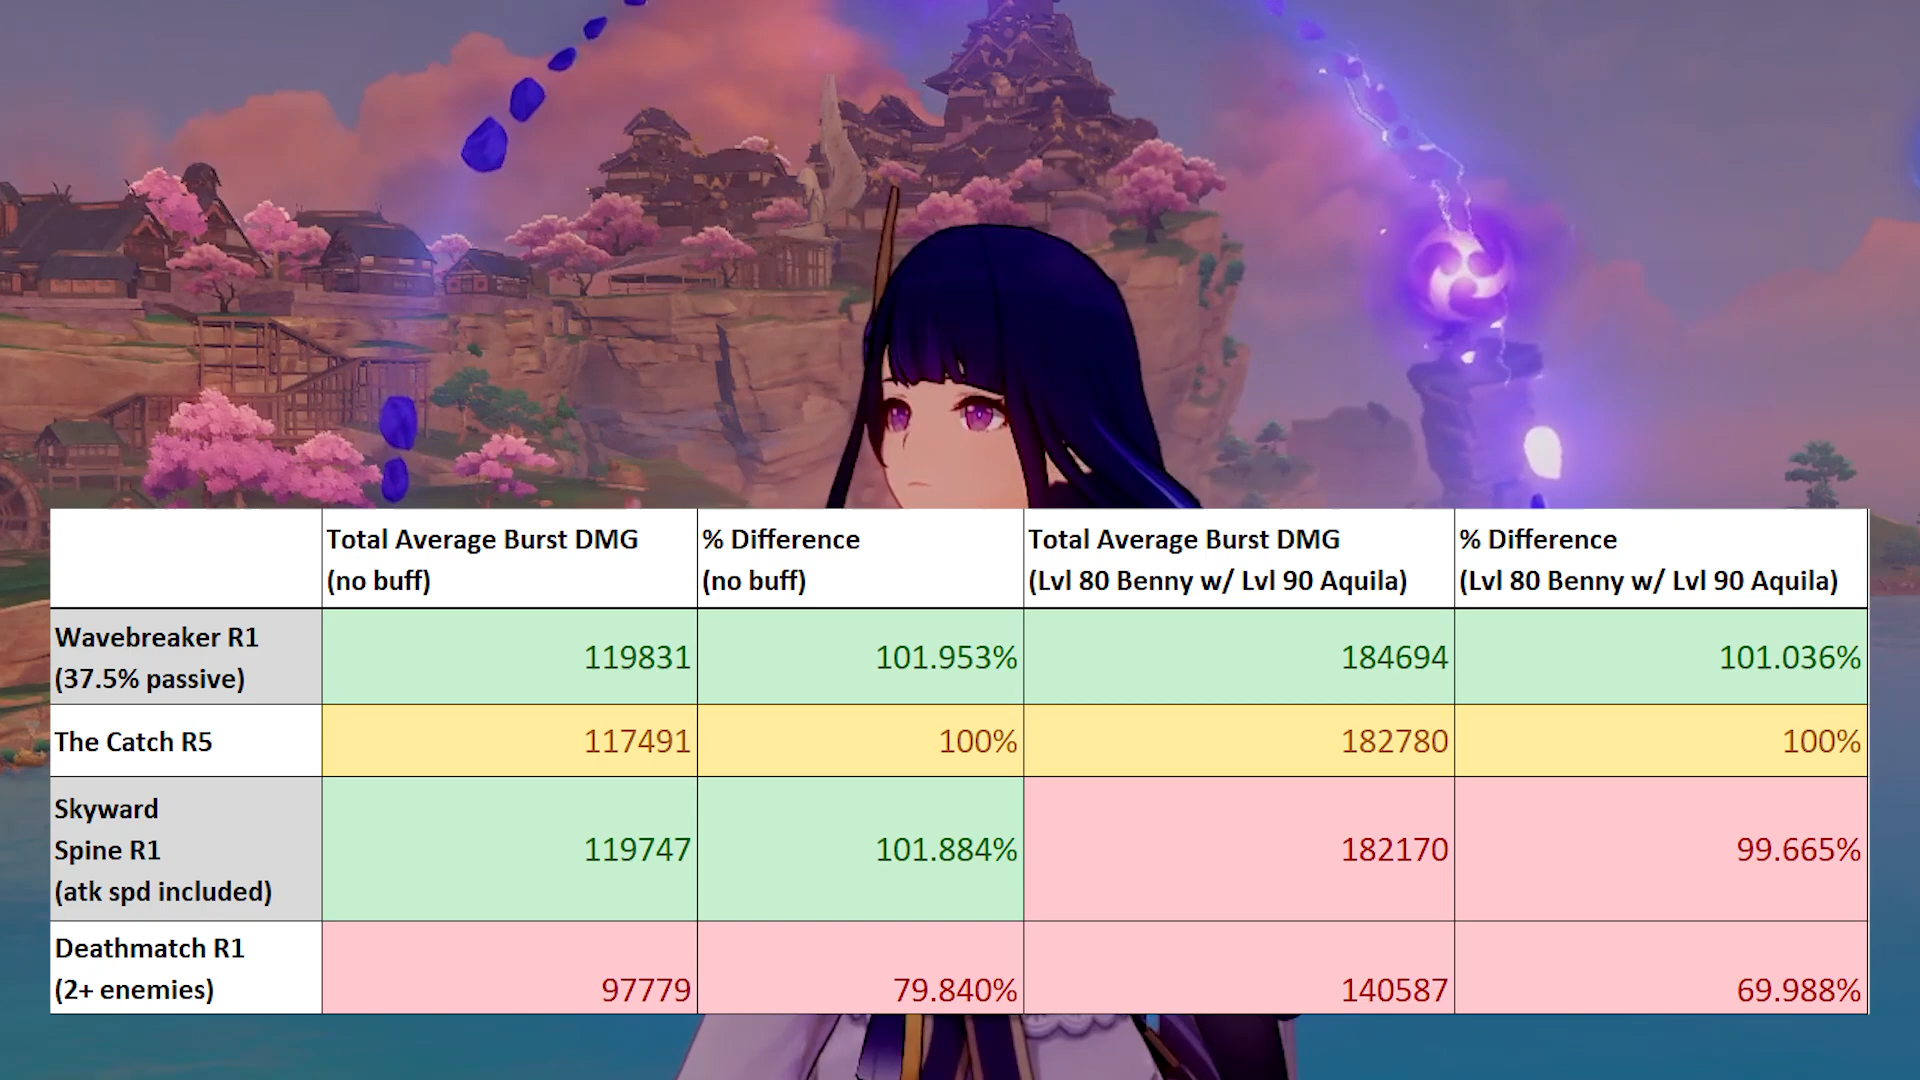 Total Average Burst DMG
(no buff)
% Difference
(no buff)
Total Average Burst DMG
(Lvl 80 Benny w/ Lvl 90 Aquila)
% Difference
(Lvl 80 Benny w/ Lvl 90 Aquila)
Wavebreaker R1
(37.5% passive)
119831
101.953%
184694
101.036%
The Catch R5
117491
100%
182780
100%
Skyward
Spine R1
(atk spd included)
119747
101.884%
182170
99.665%
Deathmatch R1
(2+ enemies)
97779
79.840%
140587
69.988%